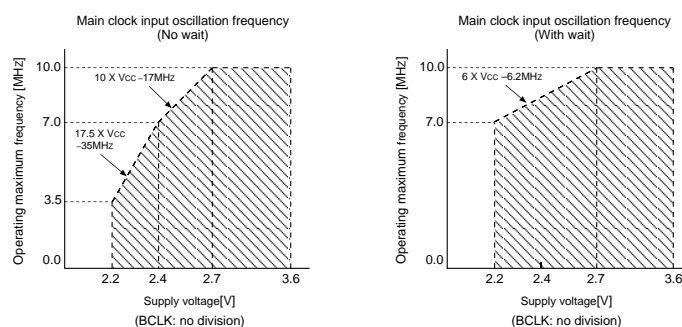 Main clock input oscillation frequency
(No wait)
Operating maximum frequency [MHz]
10.0
7.0
3.5
0.0
10 X VCC –17MHz
17.5 X VCC
–35MHz
2.2
2.4
2.7
3.6
Supply voltage[V]
(BCLK: no division)
Main clock input oscillation frequency
(With wait)
Operating maximum frequency [MHz]
10.0
7.0
0.0
6 X VCC –6.2MHz
2.2
2.4
2.7
3.6
Supply voltage[V]
(BCLK: no division)